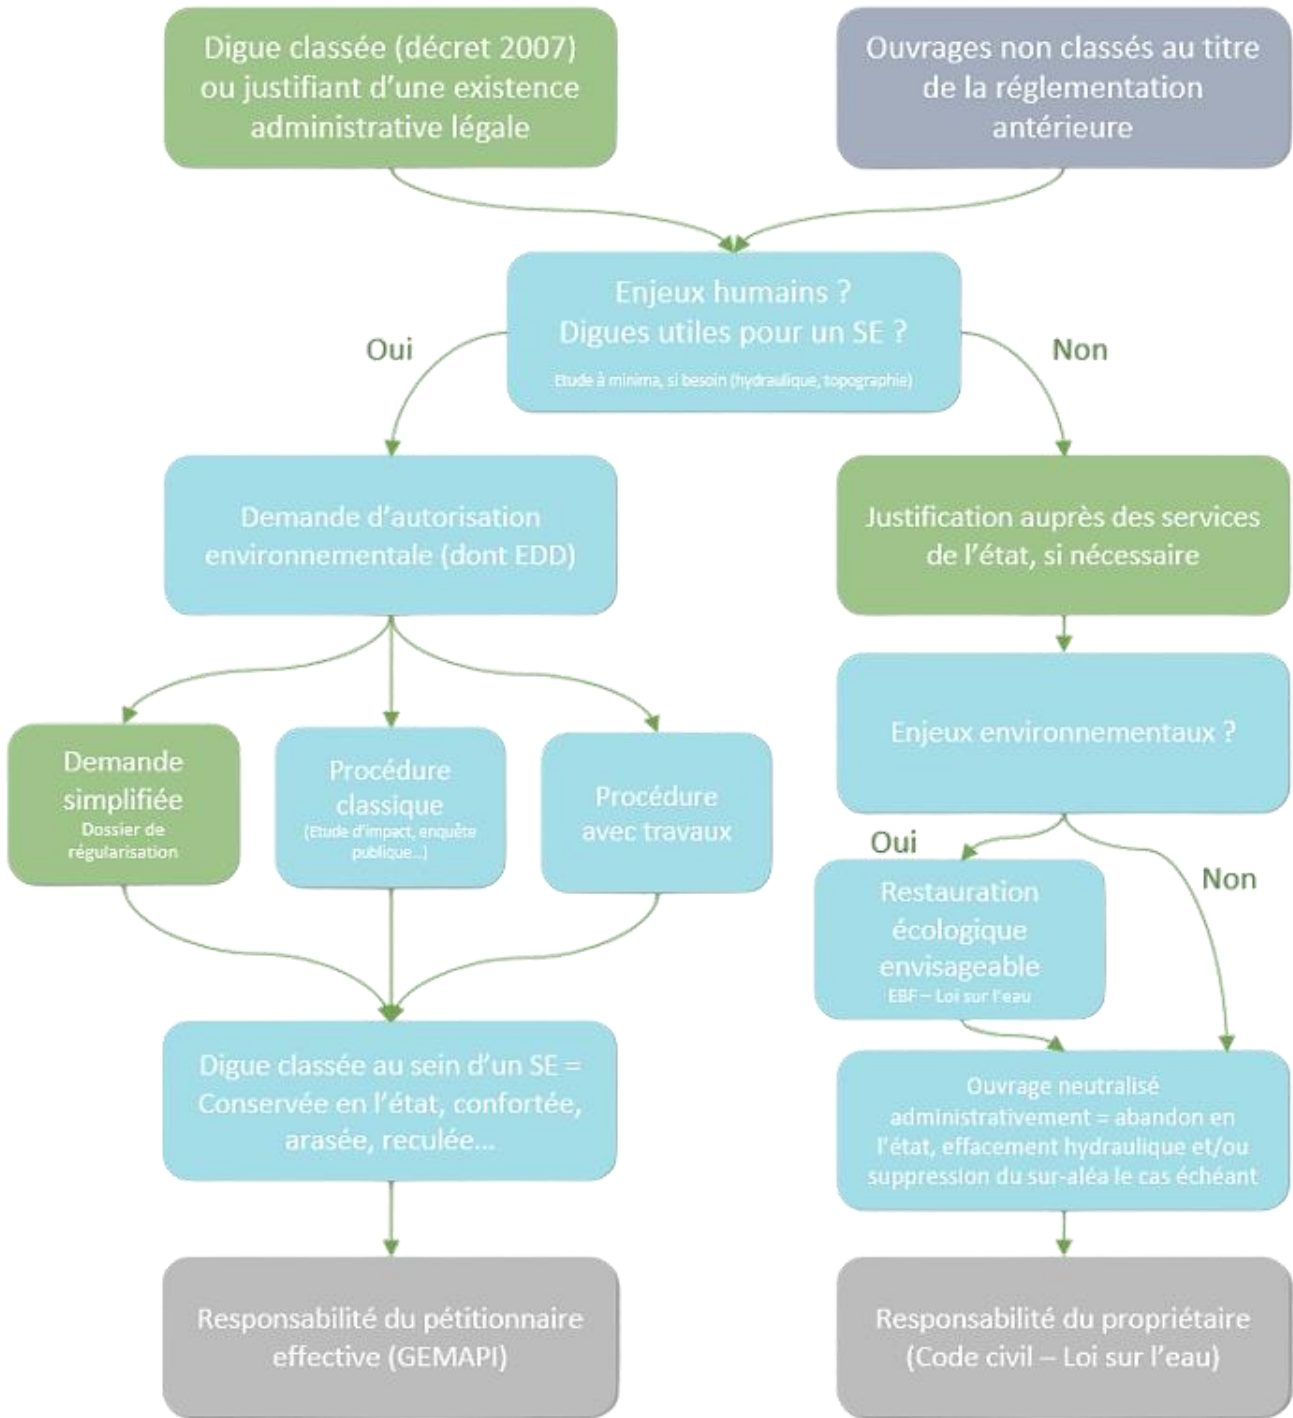 Digue classée (décret 2007)
ou justifiant d'une existence
administrative légale
Ouvrages non classés au titre
de la réglementation
antérieure
Enjeux humains ?
Digues utiles pour un SE ?
Etude à minima, si besoin (hydraulique, topographie)
Oui
Non
Demande d'autorisation
environnementale (dont EDD)
Justification auprès des services
de l'état, si nécessaire
Demande
simplifiée
Dossier de
régularisation
Procédure
classique
(Etude d'impact, enquête
publique...)
Procédure
avec travaux
Enjeux environnementaux ?
Oui
Non
Restauration
écologique
envisageable
EBF – Loi sur l'eau
Digue classée au sein d'un SE =
Conservée en l'état, confortée,
arasée, reculée...
Ouvrage neutralisé
administrativement = abandon en
l'état, effacement hydraulique et/ou
suppression du sur-aléa le cas échéant
Responsabilité du pétitionnaire
effective (GEMAPI)
Responsabilité du propriétaire
(Code civil – Loi sur l'eau)